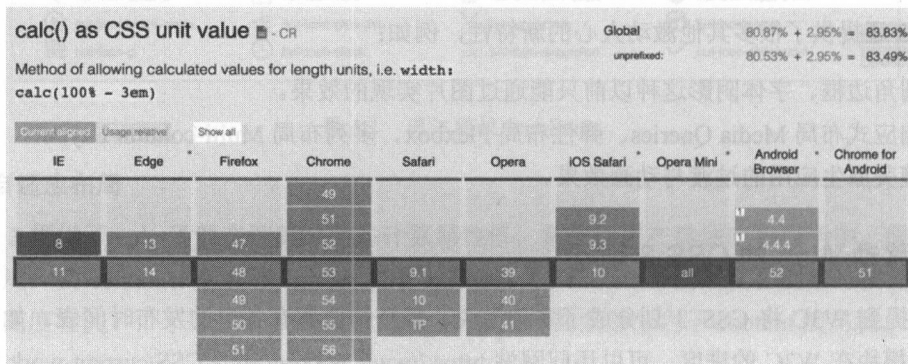 calc() as CSS unit value - CR
Global 80.87% + 2.95% = 83.83%
unprefixed: 80.53% + 2.95% = 83.49%
Method of allowing calculated values for length units, i.e. width:
calc(100% - 3em)
Current aligned Usage relative Show all
IE Edge Firefox Chrome Safari Opera iOS Safari Opera Mini Android Browser Chrome for Android
49
51 9.2 4.4
8 13 47 52 9.3 4.4.4
11 14 48 53 9.1 39 10 all 52 51
49 54 10 40
50 55 TP 41
51 56